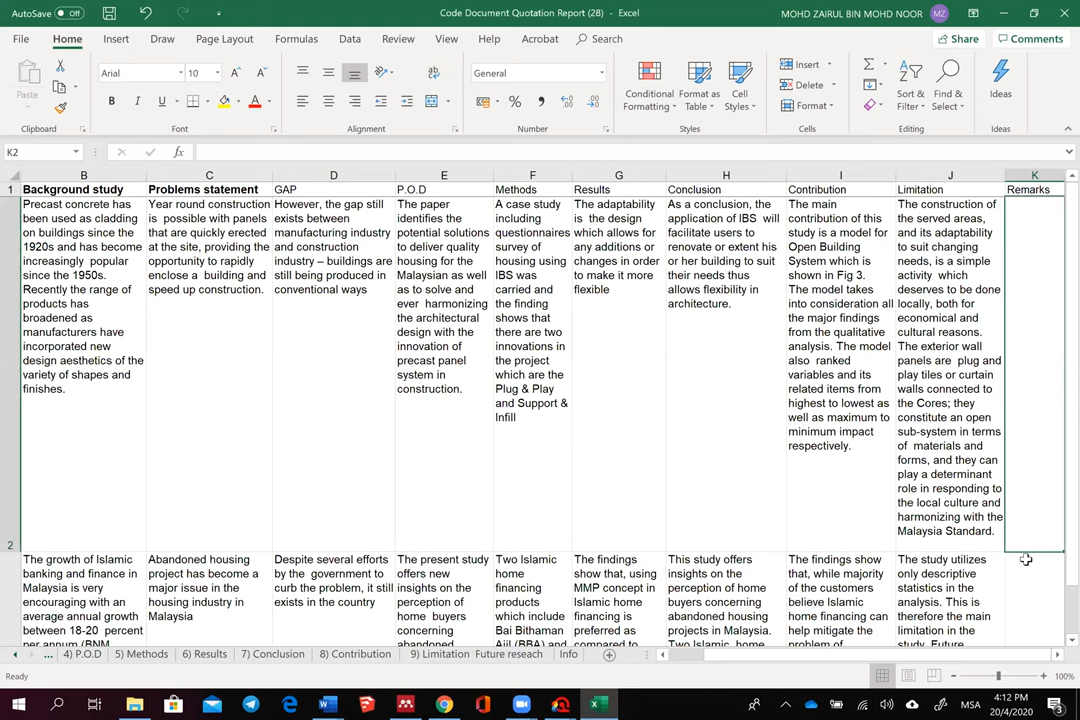 AutoSave Off
Code Document Quotation Report (28) - Excel
MOHD ZAIRUL BIN MOHD NOOR MZ
File Home Insert Draw Page Layout Formulas Data Review View Help Acrobat Search Share Comments
Paste
Arial 10
B I U A
General
Conditional Formatting
Format as Table
Cell Styles
Insert
Delete
Format
Sort & Filter
Find & Select
Ideas
Clipboard Font Alignment Number Styles Cells Editing Ideas
K2 fx
B C D E F G H I J K
1 Background study Problems statement GAP P.O.D Methods Results Conclusion Contribution Limitation Remarks
2
Precast concrete has
been used as cladding
on buildings since the
1920s and has become
increasingly popular
since the 1950s.
Recently the range of
products has
broadened as
manufacturers have
incorporated new
design aesthetics of the
variety of shapes and
finishes.
Year round construction
is possible with panels
that are quickly erected
at the site, providing the
opportunity to rapidly
enclose a building and
speed up construction.
However, the gap still
exists between
manufacturing industry
and construction
industry – buildings are
still being produced in
conventional ways
The paper
identifies the
potential solutions
to deliver quality
housing for the
Malaysian as well
as to solve and
ever harmonizing
the architectural
design with the
innovation of
precast panel
system in
construction.
A case study
including
questionnaires
survey of
housing using
IBS was
carried and
the finding
shows that
there are two
innovations in
the project
which are the
Plug & Play
and Support &
Infill
The adaptability
is the design
which allows for
any additions or
changes in order
to make it more
flexible
As a conclusion, the
application of IBS will
facilitate users to
renovate or extent his
or her building to suit
their needs thus
allows flexibility in
architecture.
The main
contribution of this
study is a model for
Open Building
System which is
shown in Fig 3.
The model takes
into consideration all
the major findings
from the qualitative
analysis. The model
also ranked
variables and its
related items from
highest to lowest as
well as maximum to
minimum impact
respectively.
The construction of
the served areas,
and its adaptability
to suit changing
needs, is a simple
activity which
deserves to be done
locally, both for
economical and
cultural reasons.
The exterior wall
panels are plug and
play tiles or curtain
walls connected to
the Cores; they
constitute an open
sub-system in terms
of materials and
forms, and they can
play a determinant
role in responding to
the local culture and
harmonizing with the
Malaysia Standard.
The growth of Islamic
banking and finance in
Malaysia is very
encouraging with an
average annual growth
between 18-20 percent
per annum (BNM
Abandoned housing
project has become a
major issue in the
housing industry in
Malaysia
Despite several efforts
by the government to
curb the problem, it still
exists in the country
The present study
offers new
insights on the
perception of
home buyers
concerning
abandoned
Two Islamic
home
financing
products
which include
Bai Bithaman
Ajil (BBA) and
The findings
show that, using
MMP concept in
Islamic home
financing is
preferred as
compared to
This study offers
insights on the
perception of home
buyers concerning
abandoned housing
projects in Malaysia.
Two Islamic home
The findings show
that, while majority
of the customers
believe Islamic
home financing can
help mitigate the
problem of
The study utilizes
only descriptive
statistics in the
analysis. This is
therefore the main
limitation in the
study. Future
... 4) P.O.D 5) Methods 6) Results 7) Conclusion 8) Contribution 9) Limitation Future reseach Info
Ready 100%
MSA
4:12 PM
20/4/2020
3